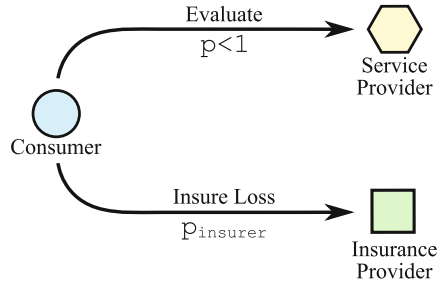 Evaluate
p<1
Service
Provider
Consumer
Insure Loss
pinsurer
Insurance
Provider